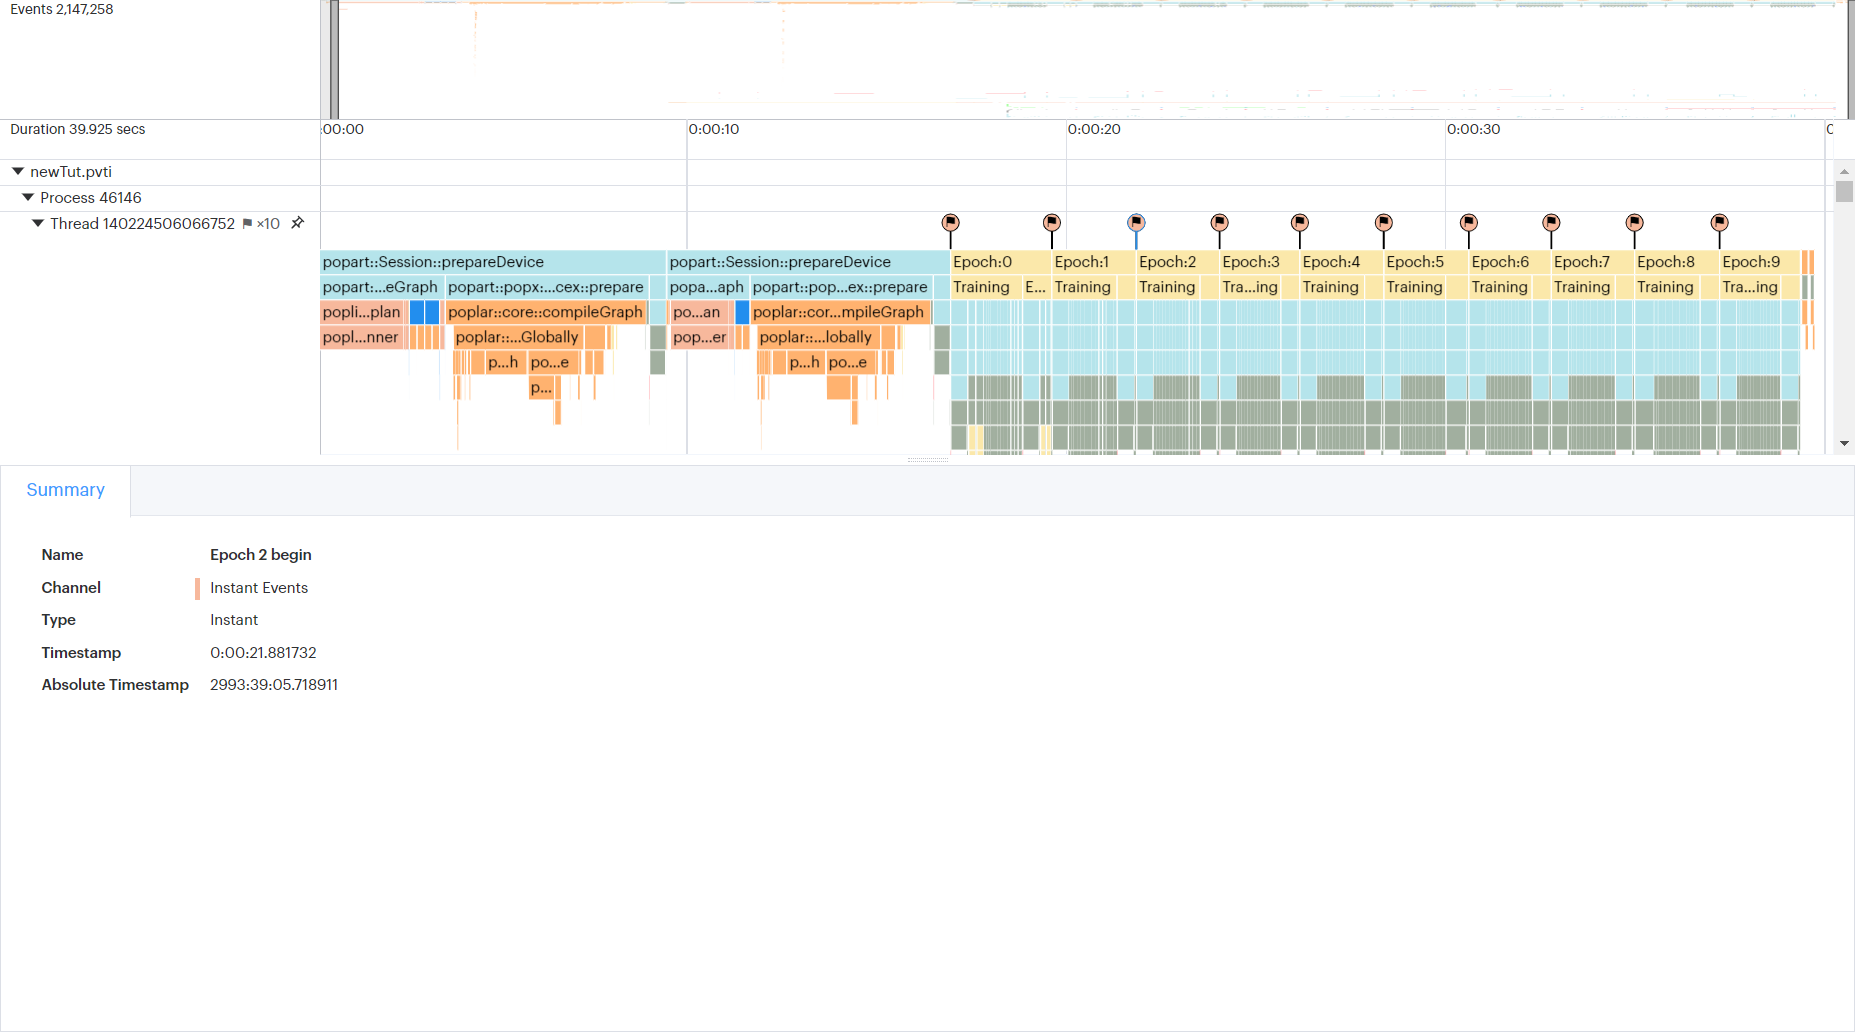 Events 2,147,258
Duration 39.925 secs
:00:00 0:00:10 0:00:20 0:00:30
newTut.pvti
Process 46146
Thread 140224506066752 ×10
popart::Session::prepareDevice popart::Session::prepareDevice Epoch:0 Epoch:1 Epoch:2 Epoch:3 Epoch:4 Epoch:5 Epoch:6 Epoch:7 Epoch:8 Epoch:9
popart:...eGraph popart::popx:...cex::prepare popa...aph popart::pop...ex::prepare Training E... Training Training Tra...ing Training Training Training Training Training Tra...ing
popli...plan poplar::core::compileGraph po...an poplar::cor...mpileGraph
popl...nner poplar:...Globally pop...er poplar::...lobally
p...h po...e p...h po...e
p...
Summary
Name Epoch 2 begin
Channel Instant Events
Type Instant
Timestamp 0:00:21.881732
Absolute Timestamp 2993:39:05.718911